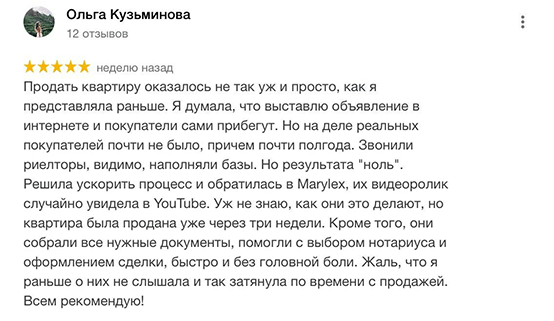 Ольга Кузьминова
12 отзывов
неделю назад
Продать квартиру оказалось не так уж и просто, как я
представляла раньше. Я думала, что выставлю объявление в
интернете и покупатели сами прибегут. Но на деле реальных
покупателей почти не было, причем почти полгода. Звонили
риелторы, видимо, наполняли базы. Но результата "ноль".
Решила ускорить процесс и обратилась в Marylex, их видеоролик
случайно увидела в YouTube. Уж не знаю, как они это делают, но
квартира была продана уже через три недели. Кроме того, они
собрали все нужные документы, помогли с выбором нотариуса и
оформлением сделки, быстро и без головной боли. Жаль, что я
раньше о них не слышала и так затянула по времени с продажей.
Всем рекомендую!